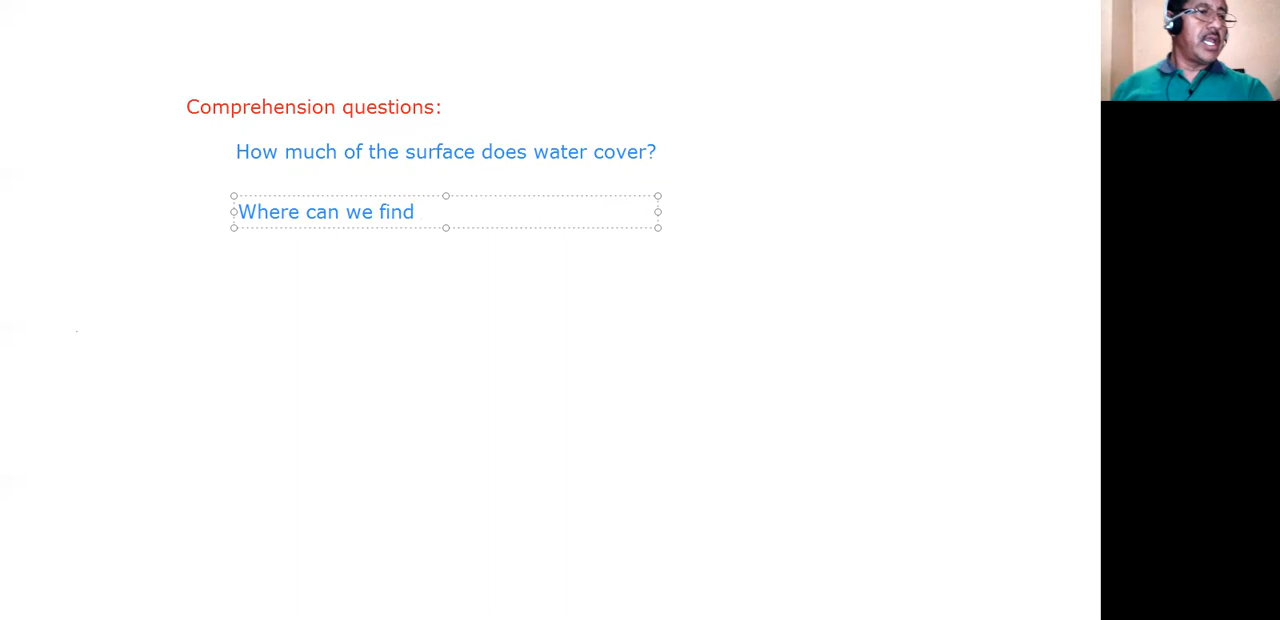 Comprehension questions:
How much of the surface does water cover?
Where can we find